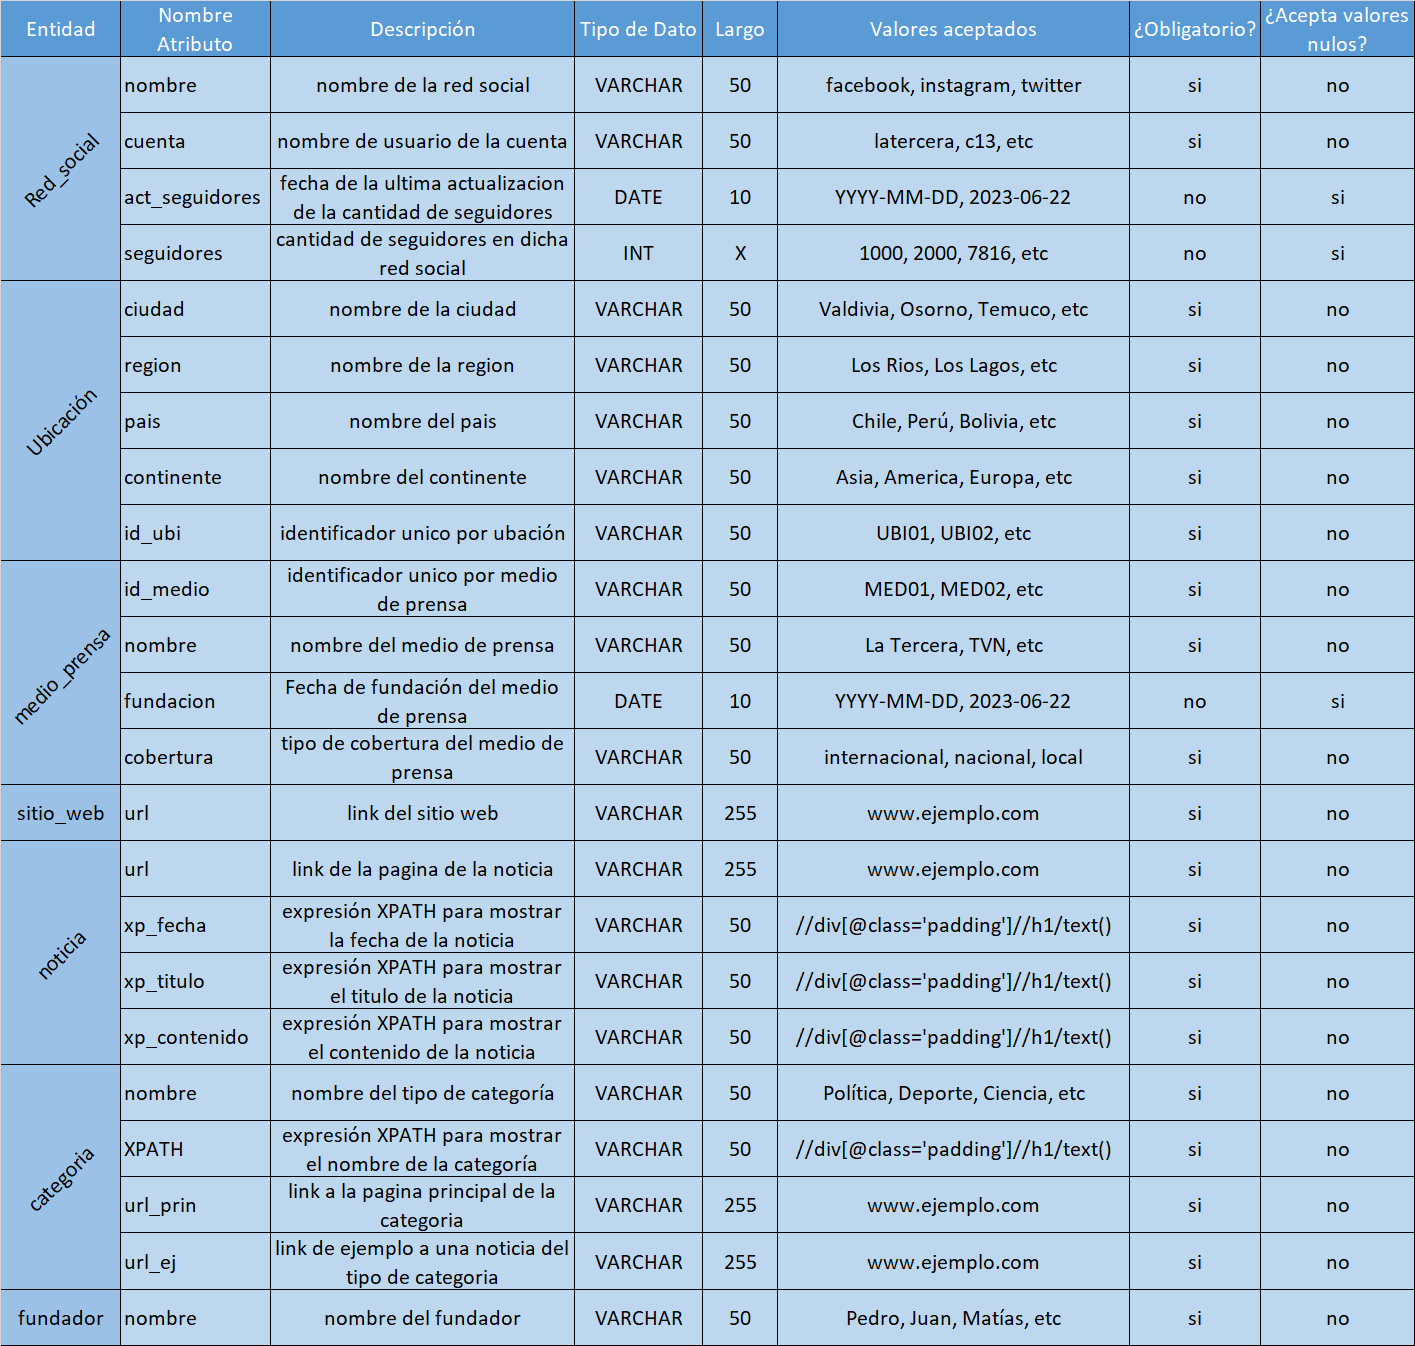 Entidad | Nombre Atributo | Descripción | Tipo de Dato | Largo | Valores aceptados | ¿Obligatorio? | ¿Acepta valores nulos?
Red_social | nombre | nombre de la red social | VARCHAR | 50 | facebook, instagram, twitter | si | no
cuenta | nombre de usuario de la cuenta | VARCHAR | 50 | latercera, c13, etc | si | no
act_seguidores | fecha de la ultima actualizacion de la cantidad de seguidores | DATE | 10 | YYYY-MM-DD, 2023-06-22 | no | si
seguidores | cantidad de seguidores en dicha red social | INT | X | 1000, 2000, 7816, etc | no | si
Ubicación | ciudad | nombre de la ciudad | VARCHAR | 50 | Valdivia, Osorno, Temuco, etc | si | no
region | nombre de la region | VARCHAR | 50 | Los Rios, Los Lagos, etc | si | no
pais | nombre del pais | VARCHAR | 50 | Chile, Perú, Bolivia, etc | si | no
continente | nombre del continente | VARCHAR | 50 | Asia, America, Europa, etc | si | no
id_ubi | identificador unico por ubación | VARCHAR | 50 | UBI01, UBI02, etc | si | no
medio_prensa | id_medio | identificador unico por medio de prensa | VARCHAR | 50 | MED01, MED02, etc | si | no
nombre | nombre del medio de prensa | VARCHAR | 50 | La Tercera, TVN, etc | si | no
fundacion | Fecha de fundación del medio de prensa | DATE | 10 | YYYY-MM-DD, 2023-06-22 | no | si
cobertura | tipo de cobertura del medio de prensa | VARCHAR | 50 | internacional, nacional, local | si | no
sitio_web | url | link del sitio web | VARCHAR | 255 | www.ejemplo.com | si | no
noticia | url | link de la pagina de la noticia | VARCHAR | 255 | www.ejemplo.com | si | no
xp_fecha | expresión XPATH para mostrar la fecha de la noticia | VARCHAR | 50 | //div[@class='padding']//h1/text() | si | no
xp_titulo | expresión XPATH para mostrar el titulo de la noticia | VARCHAR | 50 | //div[@class='padding']//h1/text() | si | no
xp_contenido | expresión XPATH para mostrar el contenido de la noticia | VARCHAR | 50 | //div[@class='padding']//h1/text() | si | no
categoria | nombre | nombre del tipo de categoría | VARCHAR | 50 | Política, Deporte, Ciencia, etc | si | no
XPATH | expresión XPATH para mostrar el nombre de la categoría | VARCHAR | 50 | //div[@class='padding']//h1/text() | si | no
url_prin | link a la pagina principal de la categoria | VARCHAR | 255 | www.ejemplo.com | si | no
url_ej | link de ejemplo a una noticia del tipo de categoria | VARCHAR | 255 | www.ejemplo.com | si | no
fundador | nombre | nombre del fundador | VARCHAR | 50 | Pedro, Juan, Matías, etc | si | no